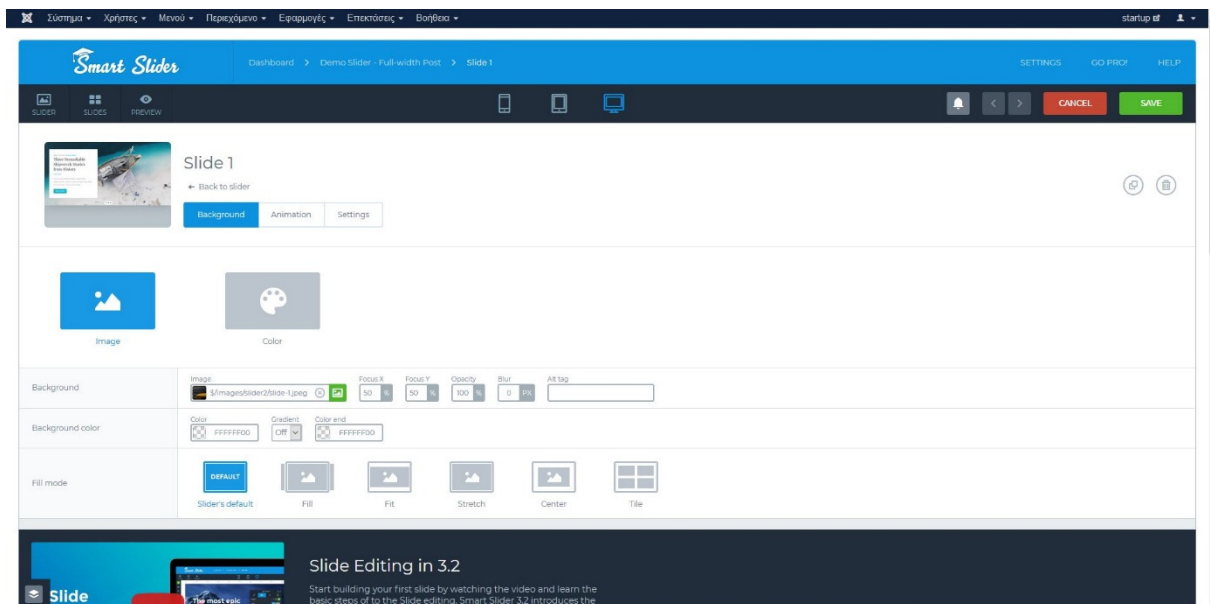 Σύστημα Χρήστες Μενού Περιεχόμενο Εφαρμογές Επεκτάσεις Βοήθεια startup
Smart Slider Dashboard > Demo Slider - Full-width Post > Slide 1 SETTINGS GO PRO! HELP
SLIDER SLIDES PREVIEW CANCEL SAVE
Slide 1
← Back to slider
Background Animation Settings
Image Color
Image Focus X Focus Y Opacity Blur Alt tag
Background $/images/slider2/slide-1.jpeg 50 % 50 % 100 % 0 PX
Color Gradient Color end
Background color FFFFFF00 Off FFFFFF00
DEFAULT
Fill mode
Slider's default Fill Fit Stretch Center Tile
Slide Editing in 3.2
Start building your first slide by watching the video and learn the
Slide The most epic basic steps of to the Slide editing. Smart Slider 3.2 introduces the